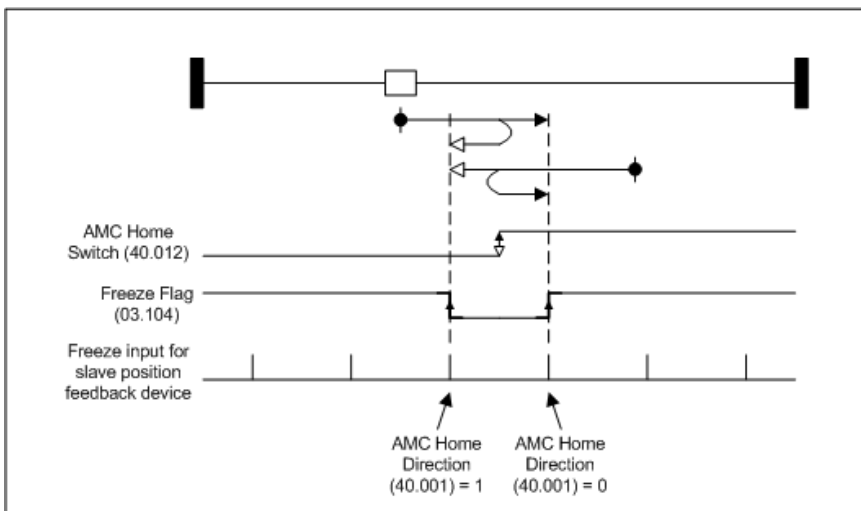 AMC Home
Switch (40.012)
Freeze Flag
(03.104)
Freeze input for
slave position
feedback device
AMC Home
Direction
(40.001) = 1
AMC Home
Direction
(40.001) = 0